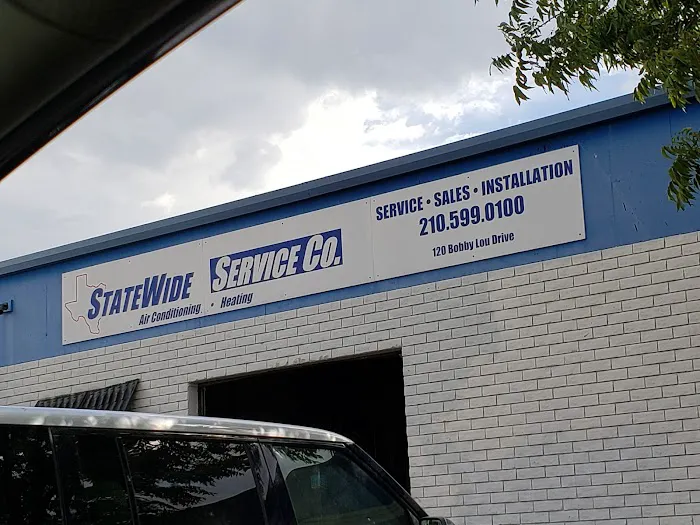 STATEWIDE SERVICE CO.
Air Conditioning • Heating
SERVICE • SALES • INSTALLATION
210.599.0100
120 Bobby Lou Drive